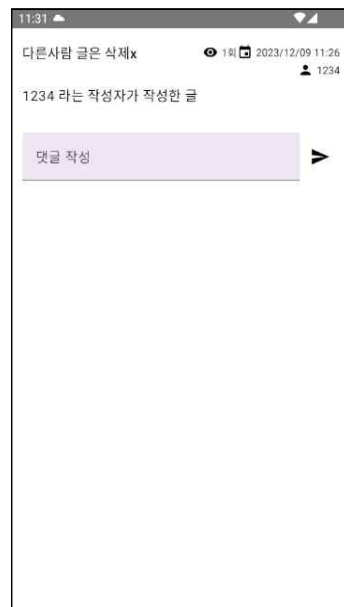 11:31
다른사람 글은 삭제x
1회 2023/12/09 11:26
1234
1234 라는 작성자가 작성한 글
댓글 작성